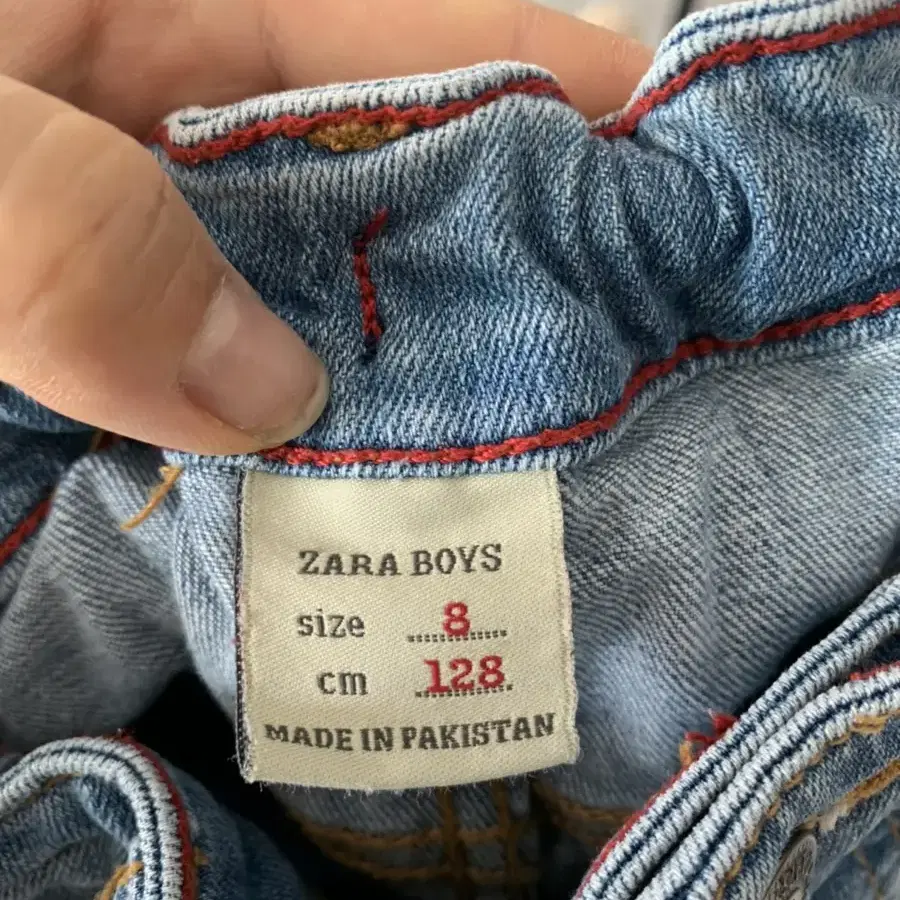 ZARA BOYS
size 8
cm 128
MADE IN PAKISTAN